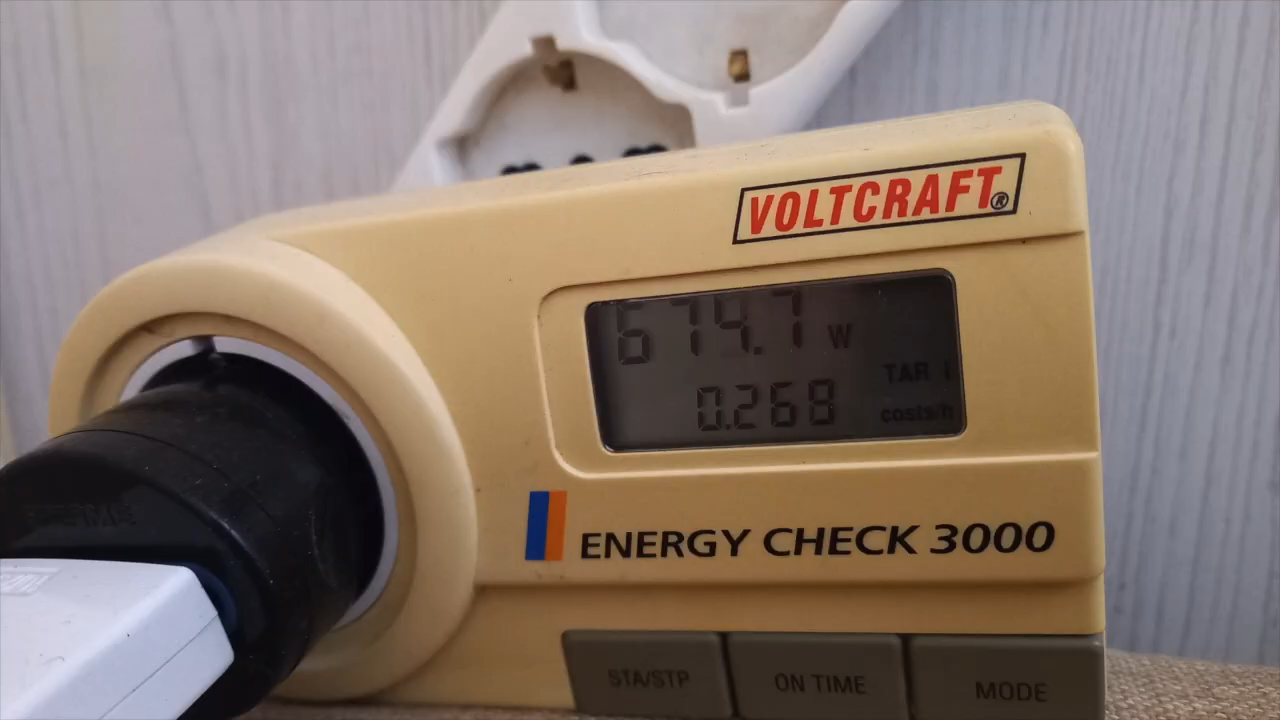 VOLTCRAFT®
674.7 W
TAR 1
0.268 costs/h
ENERGY CHECK 3000
STA/STP
ON TIME
MODE